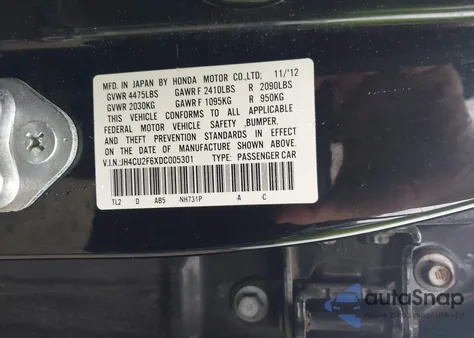 MFD. IN JAPAN BY HONDA MOTOR CO.,LTD; 11/'12
GVWR 4475LBS GAWR F 2410LBS R 2090LBS
GVWR 2030KG GAWR F 1095KG R 950KG
THIS VEHICLE CONFORMS TO ALL APPLICABLE
FEDERAL MOTOR VEHICLE SAFETY ,BUMPER,
AND THEFT PREVENTION STANDARDS IN EFFECT
ON THE DATE OF MANUFACTURE SHOWN ABOVE.
V.I.N.:JH4CU2F6XDC005301 TYPE: PASSENGER CAR
TL2 D AB5 -NH731P -A -C
autoSnap